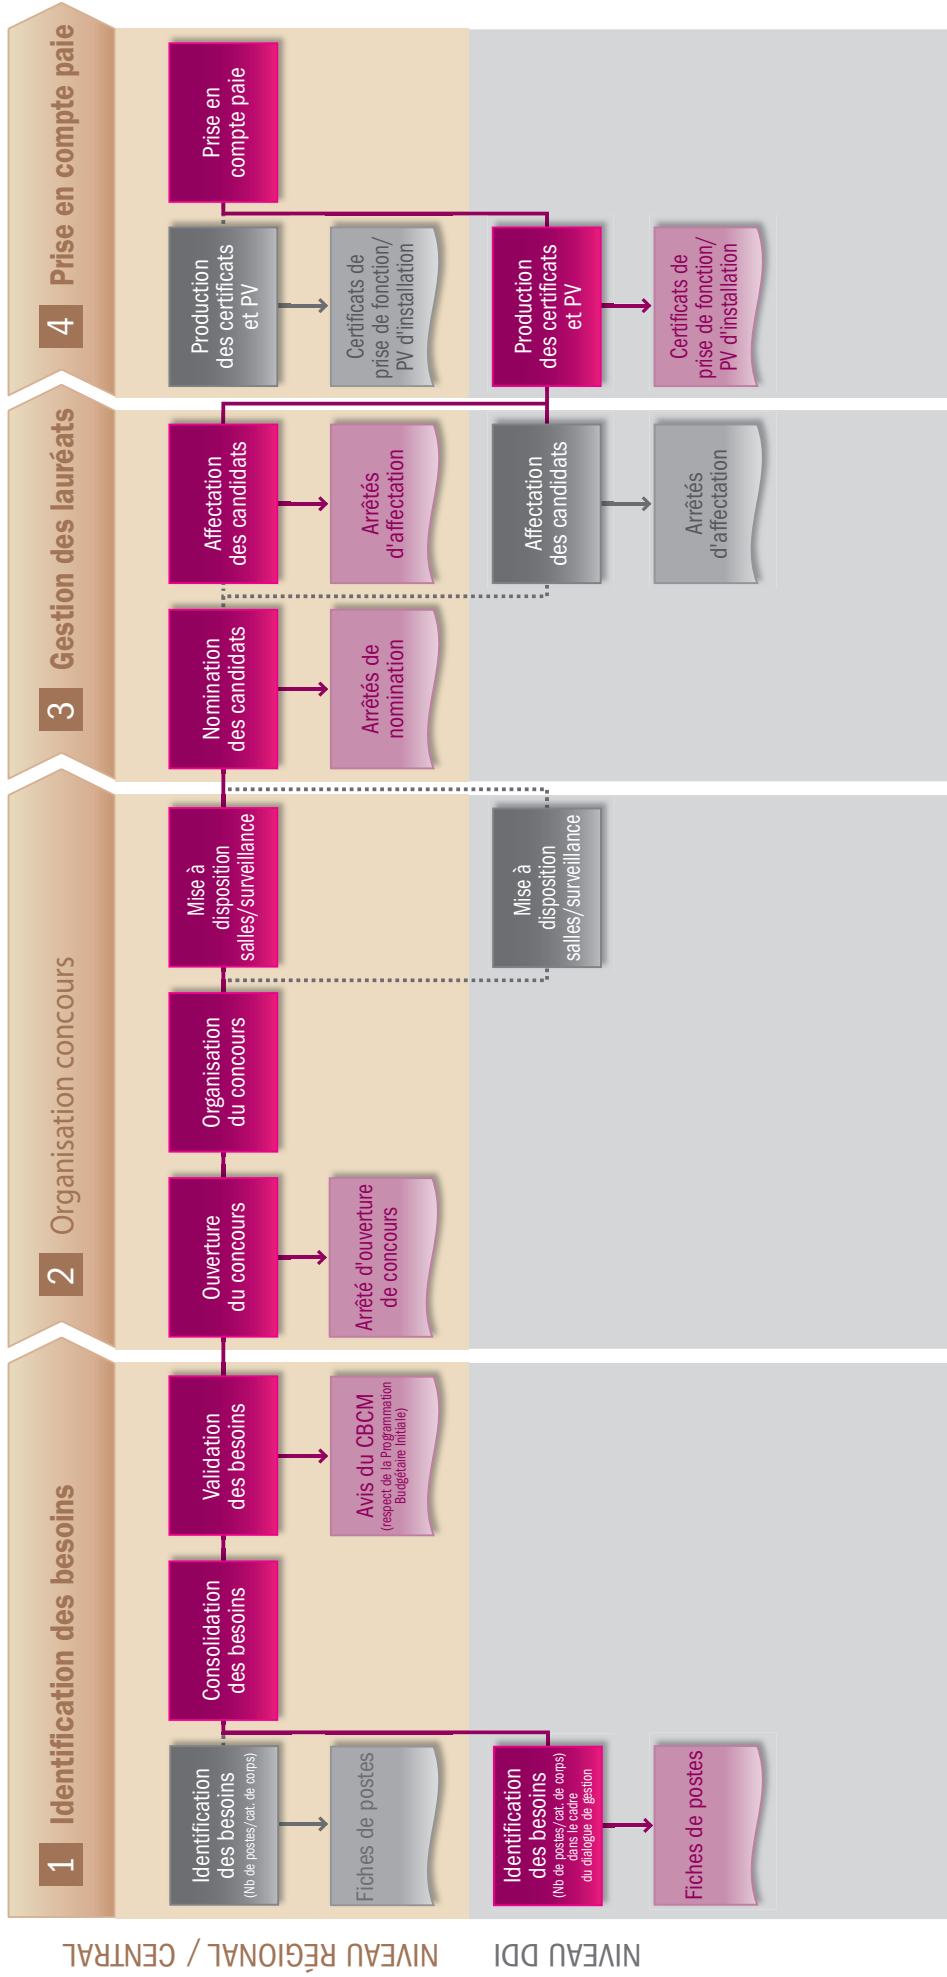 1 Identification des besoins
2 Organisation concours
3 Gestion des lauréats
4 Prise en compte paie
NIVEAU RÉGIONAL / CENTRAL
Identification
des besoins
(Nb de postes/cat. de corps)
Fiches de postes
Consolidation
des besoins
Validation
des besoins
Avis du CBCM
(respect de la Programmation
Budgétaire Initiale)
Ouverture
du concours
Arrêté d'ouverture
de concours
Organisation
du concours
Mise à
disposition
salles/surveillance
Nomination
des candidats
Arrêtés de
nomination
Affectation
des candidats
Arrêtés
d'affectation
Production
des certificats
et PV
Certificats de
prise de fonction/
PV d'installation
Prise en
compte paie
NIVEAU DDI
Identification
des besoins
(Nb de postes/cat. de corps)
dans le cadre
du dialogue de gestion
Fiches de postes
Mise à
disposition
salles/surveillance
Affectation
des candidats
Arrêtés
d'affectation
Production
des certificats
et PV
Certificats de
prise de fonction/
PV d'installation